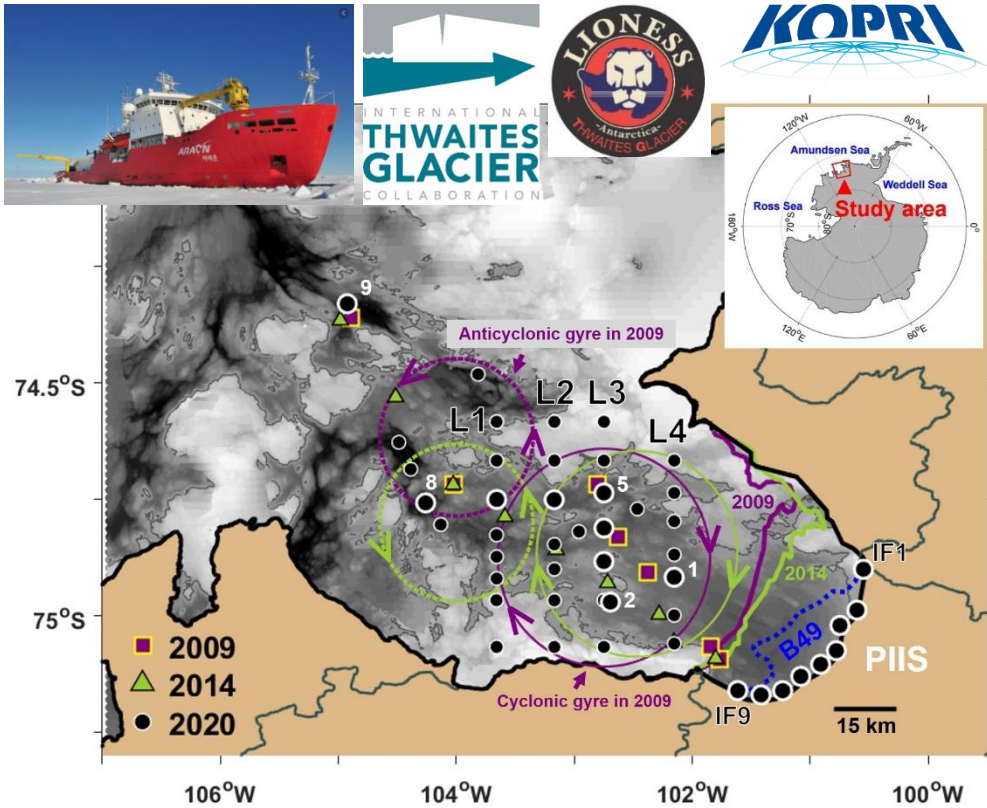 ARAON
INTERNATIONAL
THWAITES
GLACIER
COLLABORATION
LIONESS
-Antarctica-
THWAITES GLACIER
KOPRI
120°W
60°W
Amundsen Sea
Weddell Sea
Ross Sea
Study area
180°W
70°S
80°S
0°
120°E
60°E
9
Anticyclonic gyre in 2009
74.5°S
L1
L2
L3
L4
8
5
2009
2014
IF1
1
2
75°S
B49
PIIS
2009
2014
2020
Cyclonic gyre in 2009
IF9
15 km
106°W
104°W
102°W
100°W